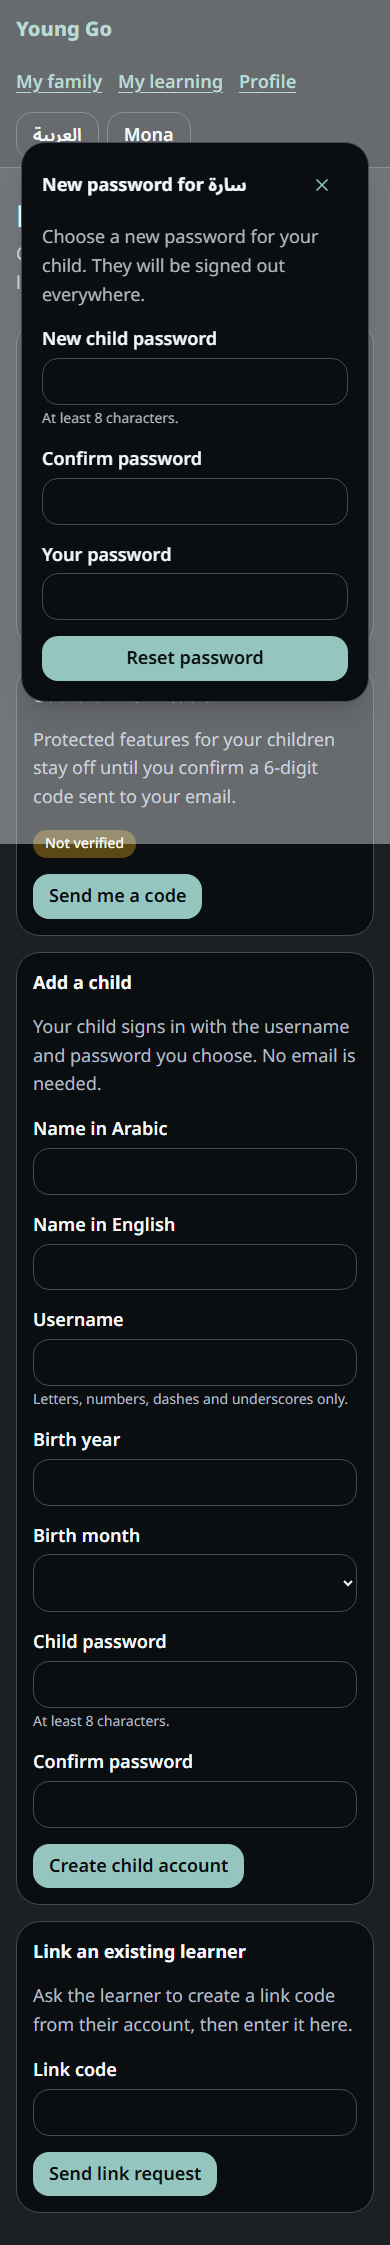 Young Go
My family My learning Profile
العربية Mona
New password for سارة
Choose a new password for your
child. They will be signed out
everywhere.
New child password
At least 8 characters.
Confirm password
Your password
Reset password
Protected features for your children
stay off until you confirm a 6-digit
code sent to your email.
Not verified
Send me a code
Add a child
Your child signs in with the username
and password you choose. No email is
needed.
Name in Arabic
Name in English
Username
Letters, numbers, dashes and underscores only.
Birth year
Birth month
Child password
At least 8 characters.
Confirm password
Create child account
Link an existing learner
Ask the learner to create a link code
from their account, then enter it here.
Link code
Send link request